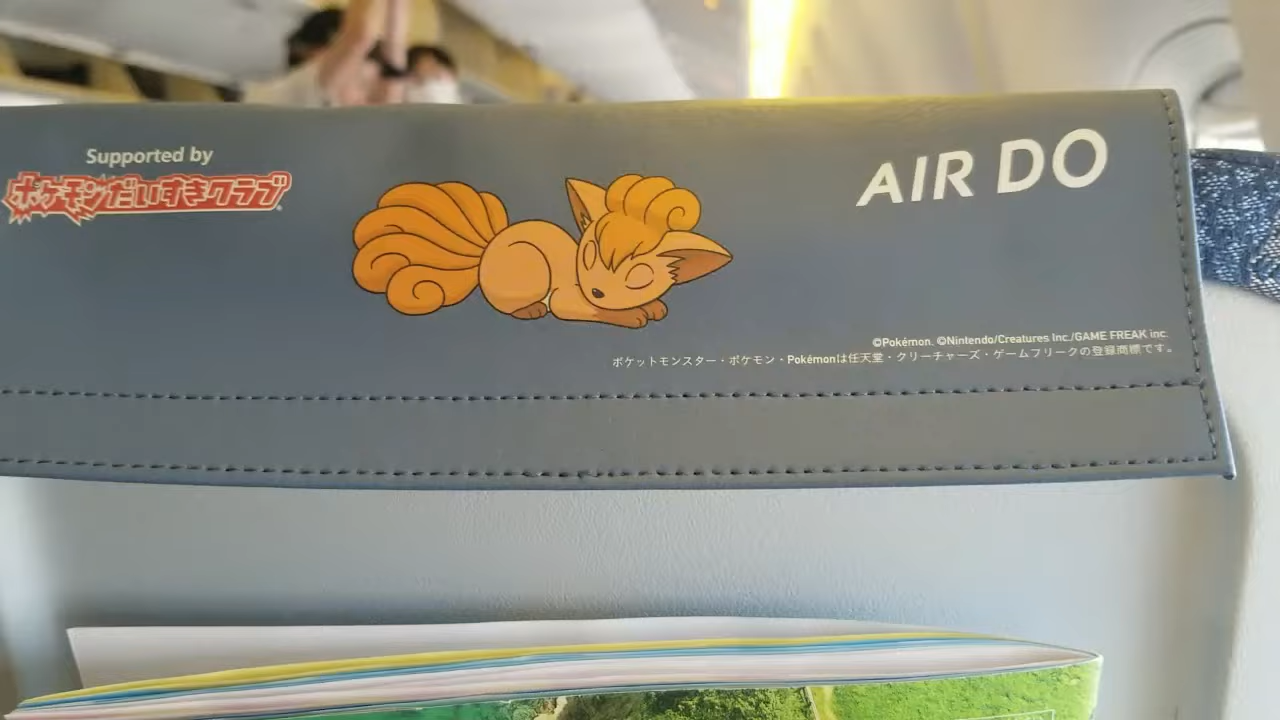 Supported by
ポケモンだいすきクラブ
AIR DO
©Pokémon. ©Nintendo/Creatures Inc./GAME FREAK inc.
ポケットモンスター・ポケモン・Pokémonは任天堂・クリーチャーズ・ゲームフリークの登録商標です。